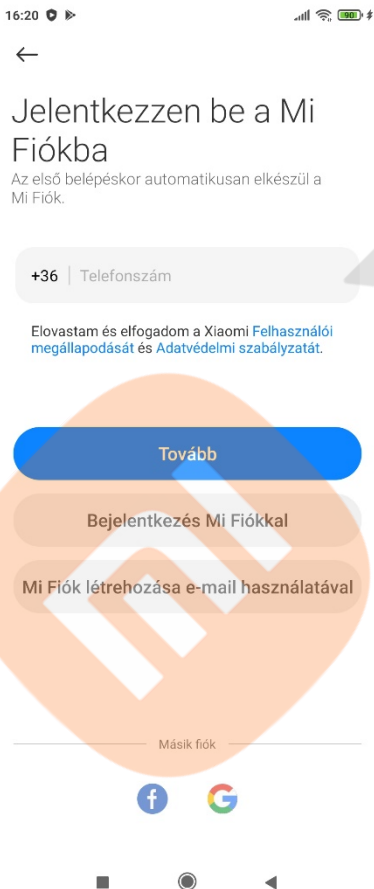 16:20
90
Jelentkezzen be a Mi
Fiókba
Az első belépéskor automatikusan elkészül a
Mi Fiók.
+36 Telefonszám
Elovastam és elfogadom a Xiaomi Felhasználói
megállapodását és Adatvédelmi szabályzatát.
Tovább
Bejelentkezés Mi Fiókkal
Mi Fiók létrehozása e-mail használatával
Másik fiók